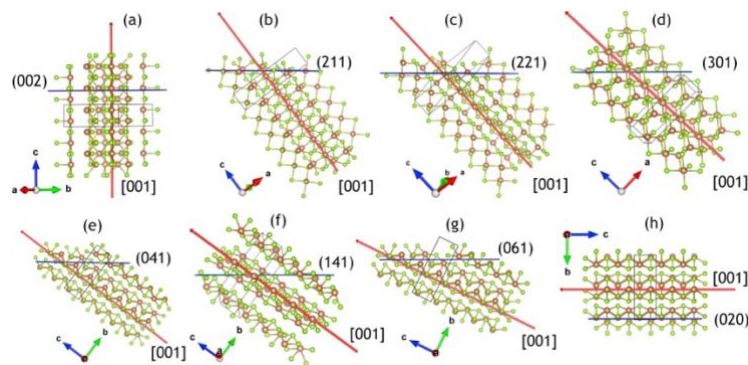 (a)
(002)
c
a
b
[001]
(b)
(211)
c
a
[001]
(c)
(221)
c
b
a
[001]
(d)
(301)
c
a
[001]
(e)
(041)
c
b
[001]
(f)
(141)
c
a
b
[001]
(g)
(061)
c
b
a
[001]
(h)
a
c
b
[001]
(020)